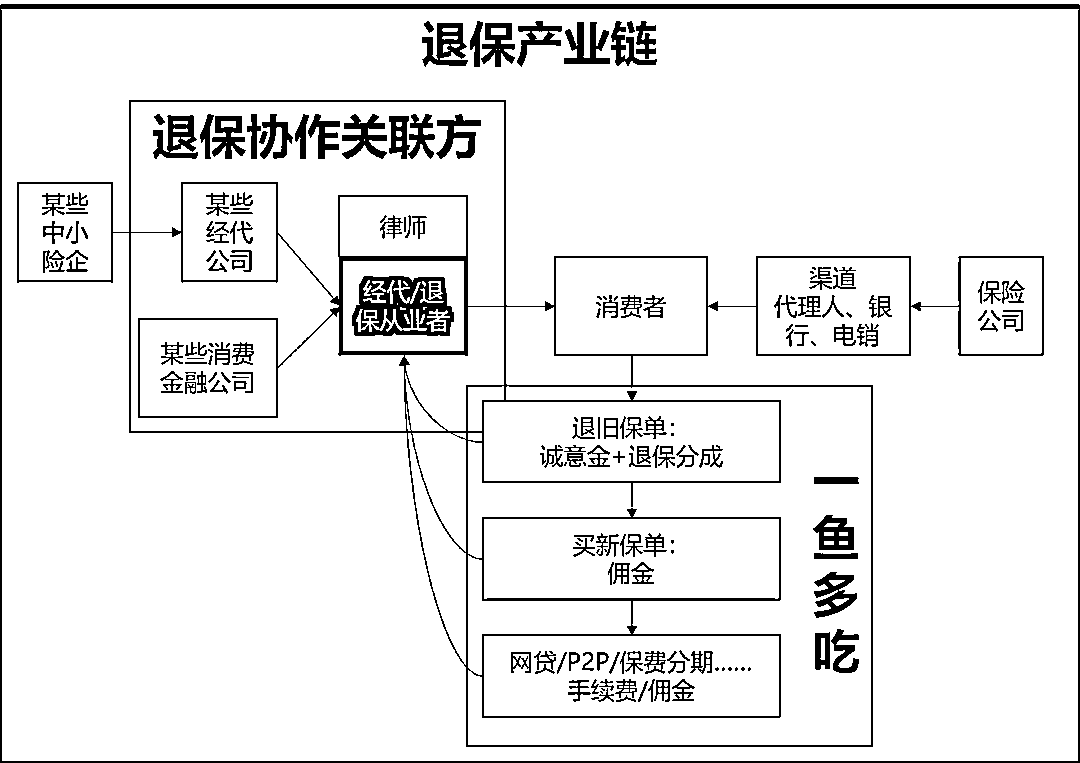 退保产业链
退保协作关联方
某些
中小
险企
某些
经代
公司
律师
经代/退
保从业者
某些消费
金融公司
消费者
渠道
代理人、银
行、电销
保险
公司
退旧保单：
诚意金+退保分成
买新保单：
佣金
网贷/P2P/保费分期......
手续费/佣金
一
鱼
多
吃